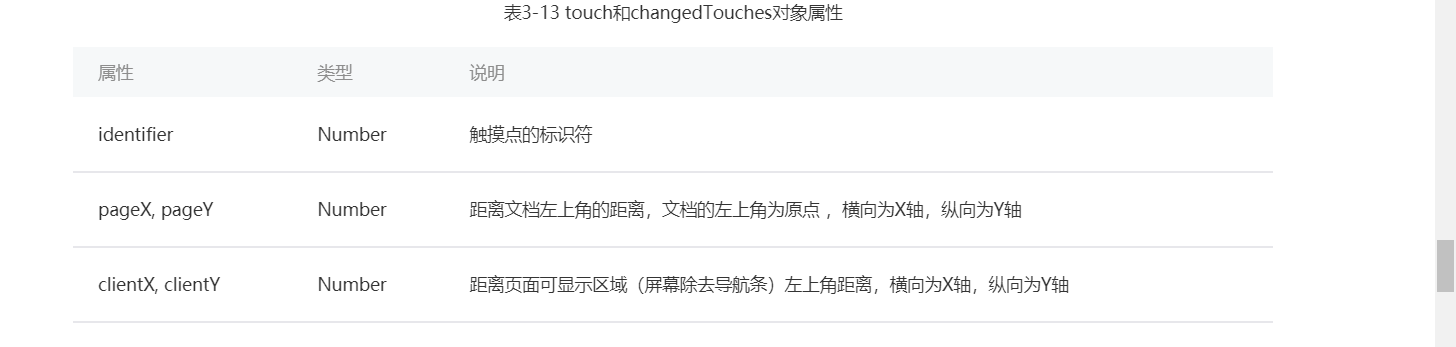 表3-13 touch和changedTouches对象属性
属性 类型 说明
identifier Number 触摸点的标识符
pageX, pageY Number 距离文档左上角的距离，文档的左上角为原点 ，横向为X轴，纵向为Y轴
clientX, clientY Number 距离页面可显示区域（屏幕除去导航条）左上角距离，横向为X轴，纵向为Y轴